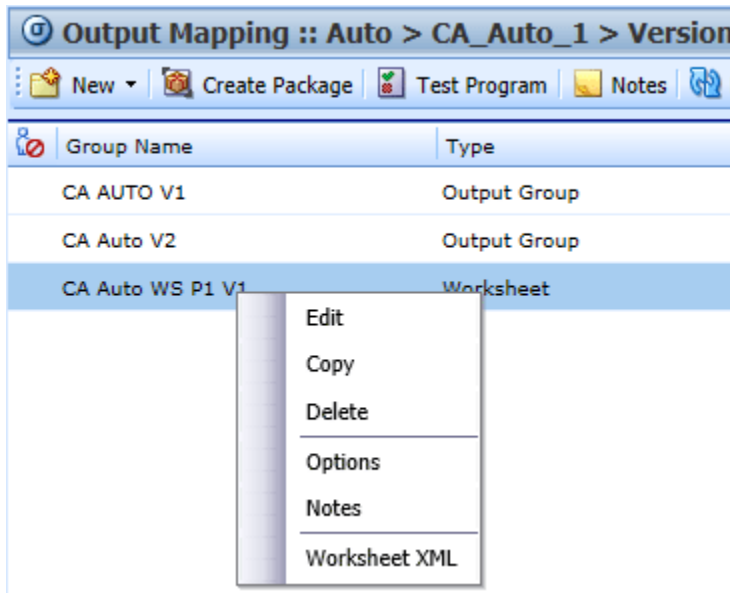 Output Mapping :: Auto > CA_Auto_1 > Version
New Create Package Test Program Notes
Group Name Type
CA AUTO V1 Output Group
CA Auto V2 Output Group
CA Auto WS P1 V1 Worksheet
Edit
Copy
Delete
Options
Notes
Worksheet XML